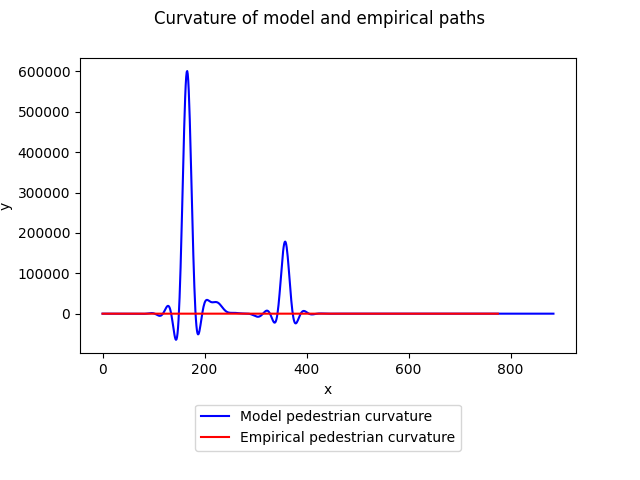 Curvature of model and empirical paths
600000
500000
400000
300000
200000
100000
0
y
0 200 400 600 800
x
Model pedestrian curvature
Empirical pedestrian curvature